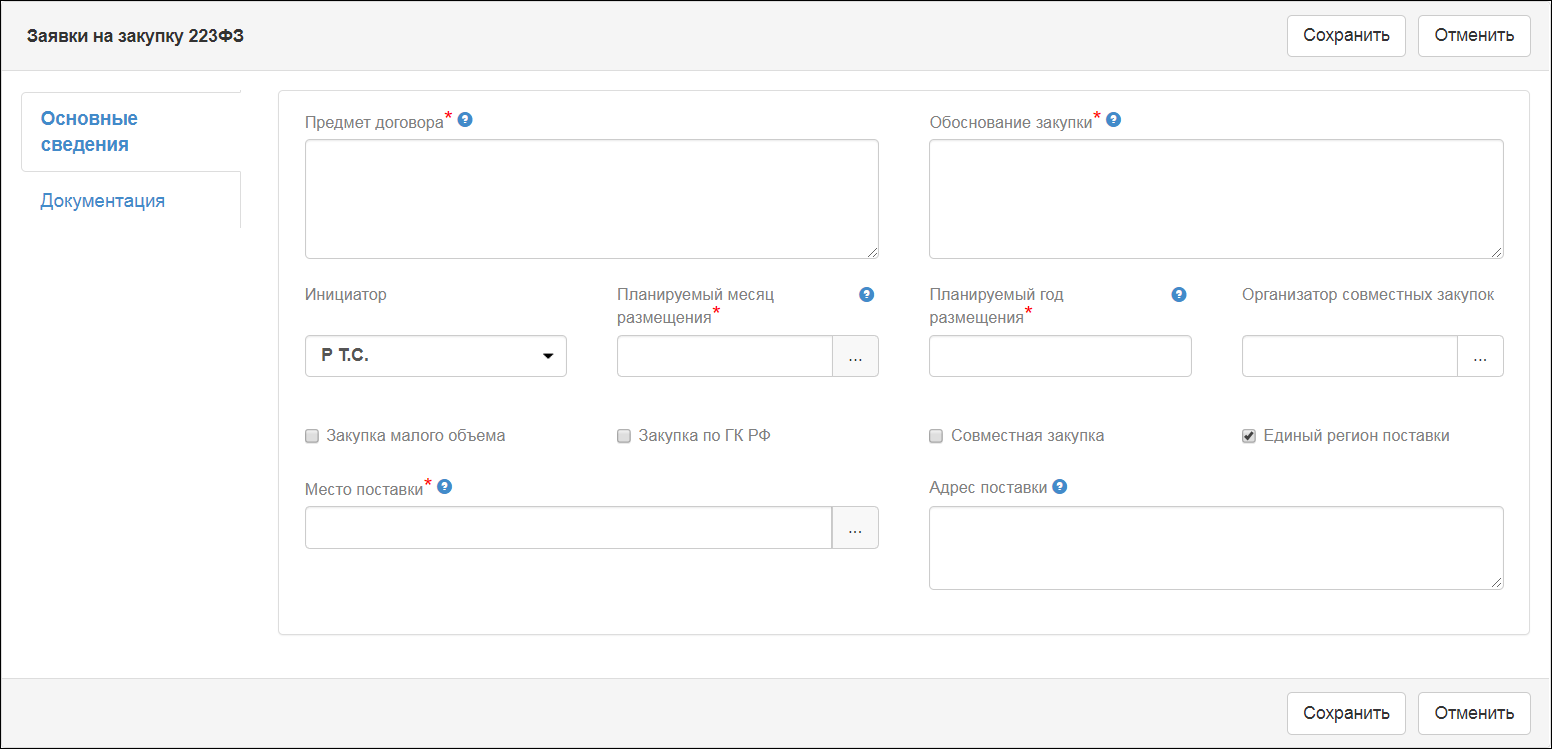 Заявки на закупку 223ФЗ
Сохранить
Отменить
Основные
сведения
Документация
Предмет договора* ?
Обоснование закупки* ?
Инициатор
Планируемый месяц ?
размещения*
Планируемый год ?
размещения*
Организатор совместных закупок
Р Т.С.
...
...
Закупка малого объема
Закупка по ГК РФ
Совместная закупка
Единый регион поставки
Место поставки* ?
Адрес поставки ?
...
Сохранить
Отменить